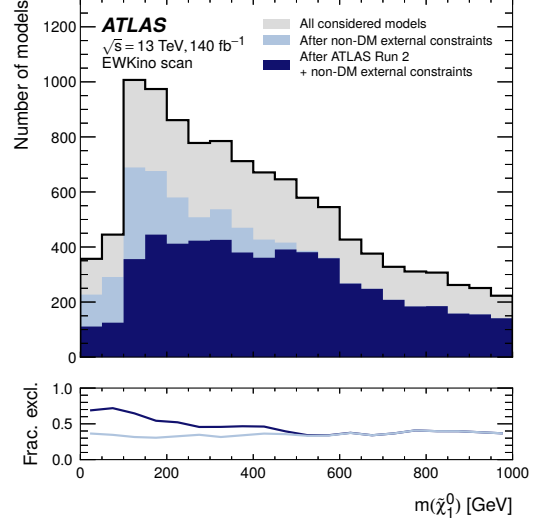 Number of models
1200
1000
800
600
400
200
0
ATLAS
√s = 13 TeV, 140 fb⁻¹
EWKino scan
All considered models
After non-DM external constraints
After ATLAS Run 2
+ non-DM external constraints
Frac. excl.
1.0
0.5
0.0
0 200 400 600 800 1000
m(χ̃⁰₁) [GeV]